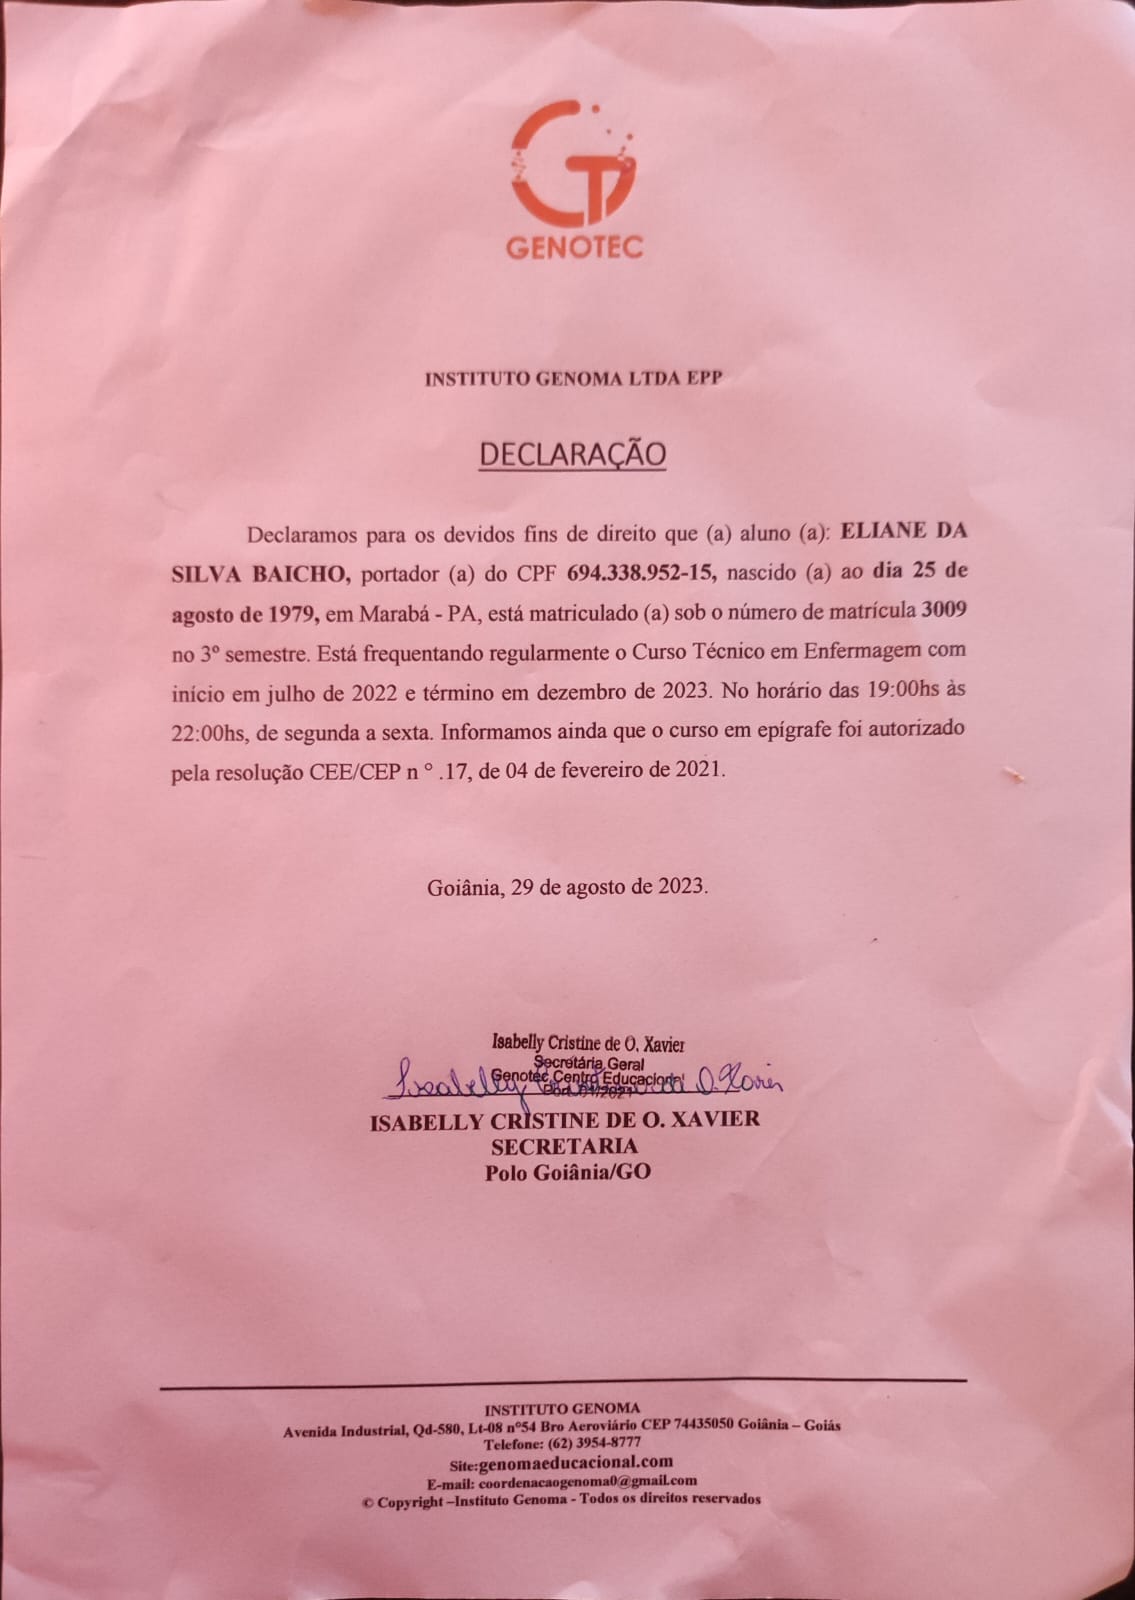 GENOTEC
INSTITUTO GENOMA LTDA EPP
DECLARAÇÃO
Declaramos para os devidos fins de direito que (a) aluno (a): ELIANE DA
SILVA BAICHO, portador (a) do CPF 694.338.952-15, nascido (a) ao dia 25 de
agosto de 1979, em Marabá - PA, está matriculado (a) sob o número de matrícula 3009
no 3º semestre. Está frequentando regularmente o Curso Técnico em Enfermagem com
início em julho de 2022 e término em dezembro de 2023. No horário das 19:00hs às
22:00hs, de segunda a sexta. Informamos ainda que o curso em epígrafe foi autorizado
pela resolução CEE/CEP n ° .17, de 04 de fevereiro de 2021.
Goiânia, 29 de agosto de 2023.
Isabelly Cristine de O. Xavier
Secretária Geral
Genotec Centro Educacional
Isabelly O. Xavier
ISABELLY CRISTINE DE O. XAVIER
SECRETARIA
Polo Goiânia/GO
INSTITUTO GENOMA
Avenida Industrial, Qd-580, Lt-08 nº54 Bro Aeroviário CEP 74435050 Goiânia – Goiás
Telefone: (62) 3954-8777
Site:genomaeducacional.com
E-mail: coordenacaogenoma0@gmail.com
© Copyright –Instituto Genoma - Todos os direitos reservados